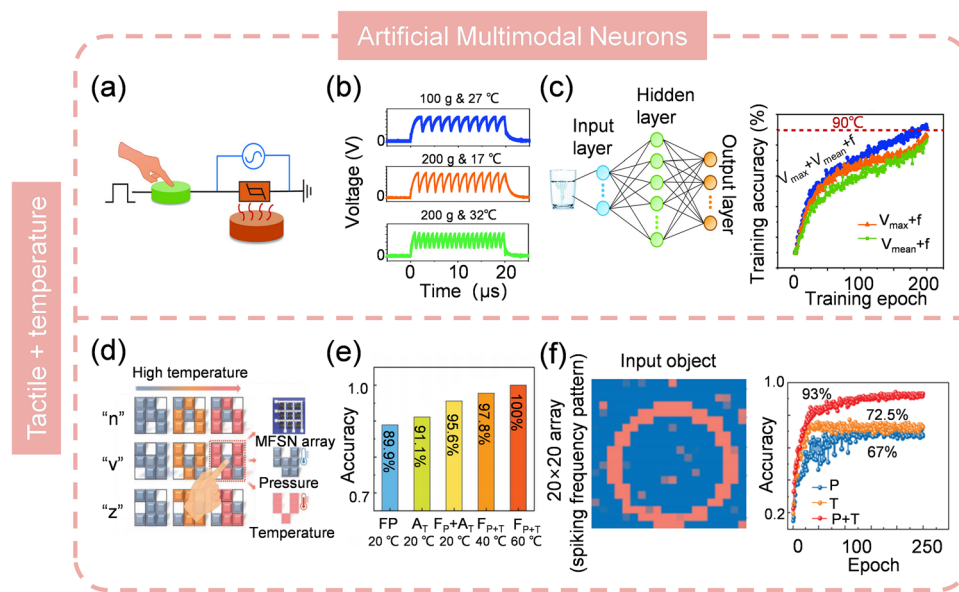 Artificial Multimodal Neurons
Tactile + temperature
(a)
(b)
100 g & 27 ℃
200 g & 17℃
200 g & 32℃
0
0
0
Voltage (V)
0 10 20
Time (μs)
(c)
Input
layer
Hidden
layer
Output layer
Training accuracy (%)
90℃
Vmax+Vmean+f
Vmax+f
Vmean+f
0 100 200
Training epoch
(d)
High temperature
“n”
“v”
“z”
MFSN array
Pressure
Temperature
(e)
Accuracy
1.0
0.7
89.9%
91.1%
95.6%
97.8%
100%
FP AT FP+AT FP+T FP+T
20 ℃ 20 ℃ 20 ℃ 40 ℃ 60 ℃
(f)
Input object
20×20 array
(spiking frequency pattern)
Accuracy
1.0
0.2
93%
72.5%
67%
P
T
P+T
0 100 250
Epoch